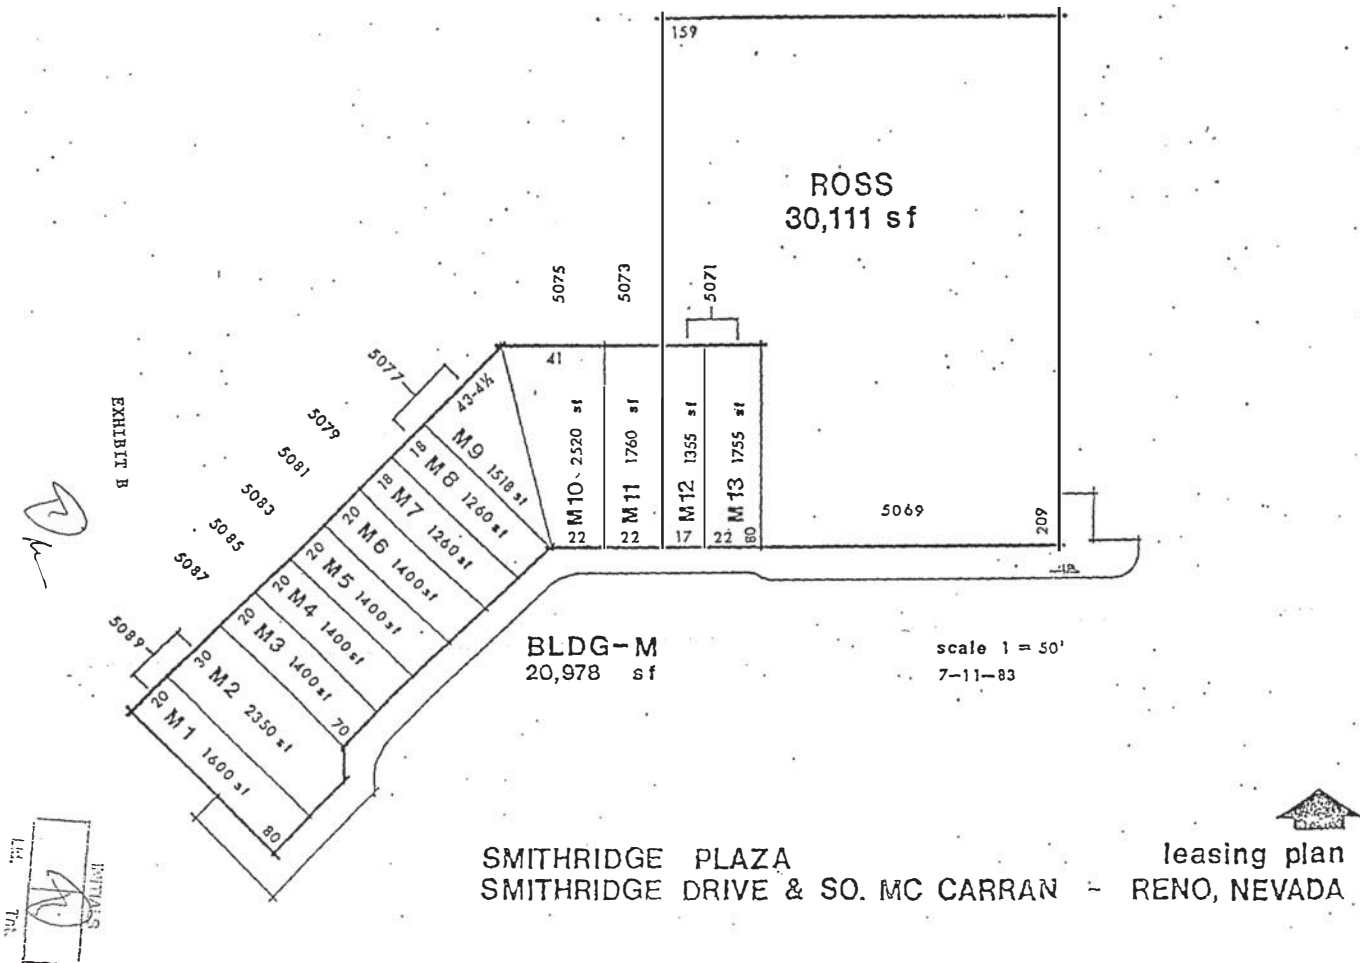 159
ROSS
30,111 sf
5075
5073
5071
5077
5079
5081
5083
5085
5087
5089
EXHIBIT B
41
43-4½
M9 1518 sf
18
M8 1260 sf
18
M7 1260 sf
20
M6 1400 sf
20
M5 1400 sf
20
M4 1400 sf
20
M3 1400 sf
70
30
M2 2350 sf
20
M1 1600 sf
80
M10 2520 sf
22
M11 1760 sf
22
M12 1355 sf
17
M13 1755 sf
22
80
5069
209
BLDG-M
20,978 sf
scale 1 = 50'
7-11-83
SMITHRIDGE PLAZA
SMITHRIDGE DRIVE & SO. MC CARRAN - RENO, NEVADA
leasing plan
INITIALS